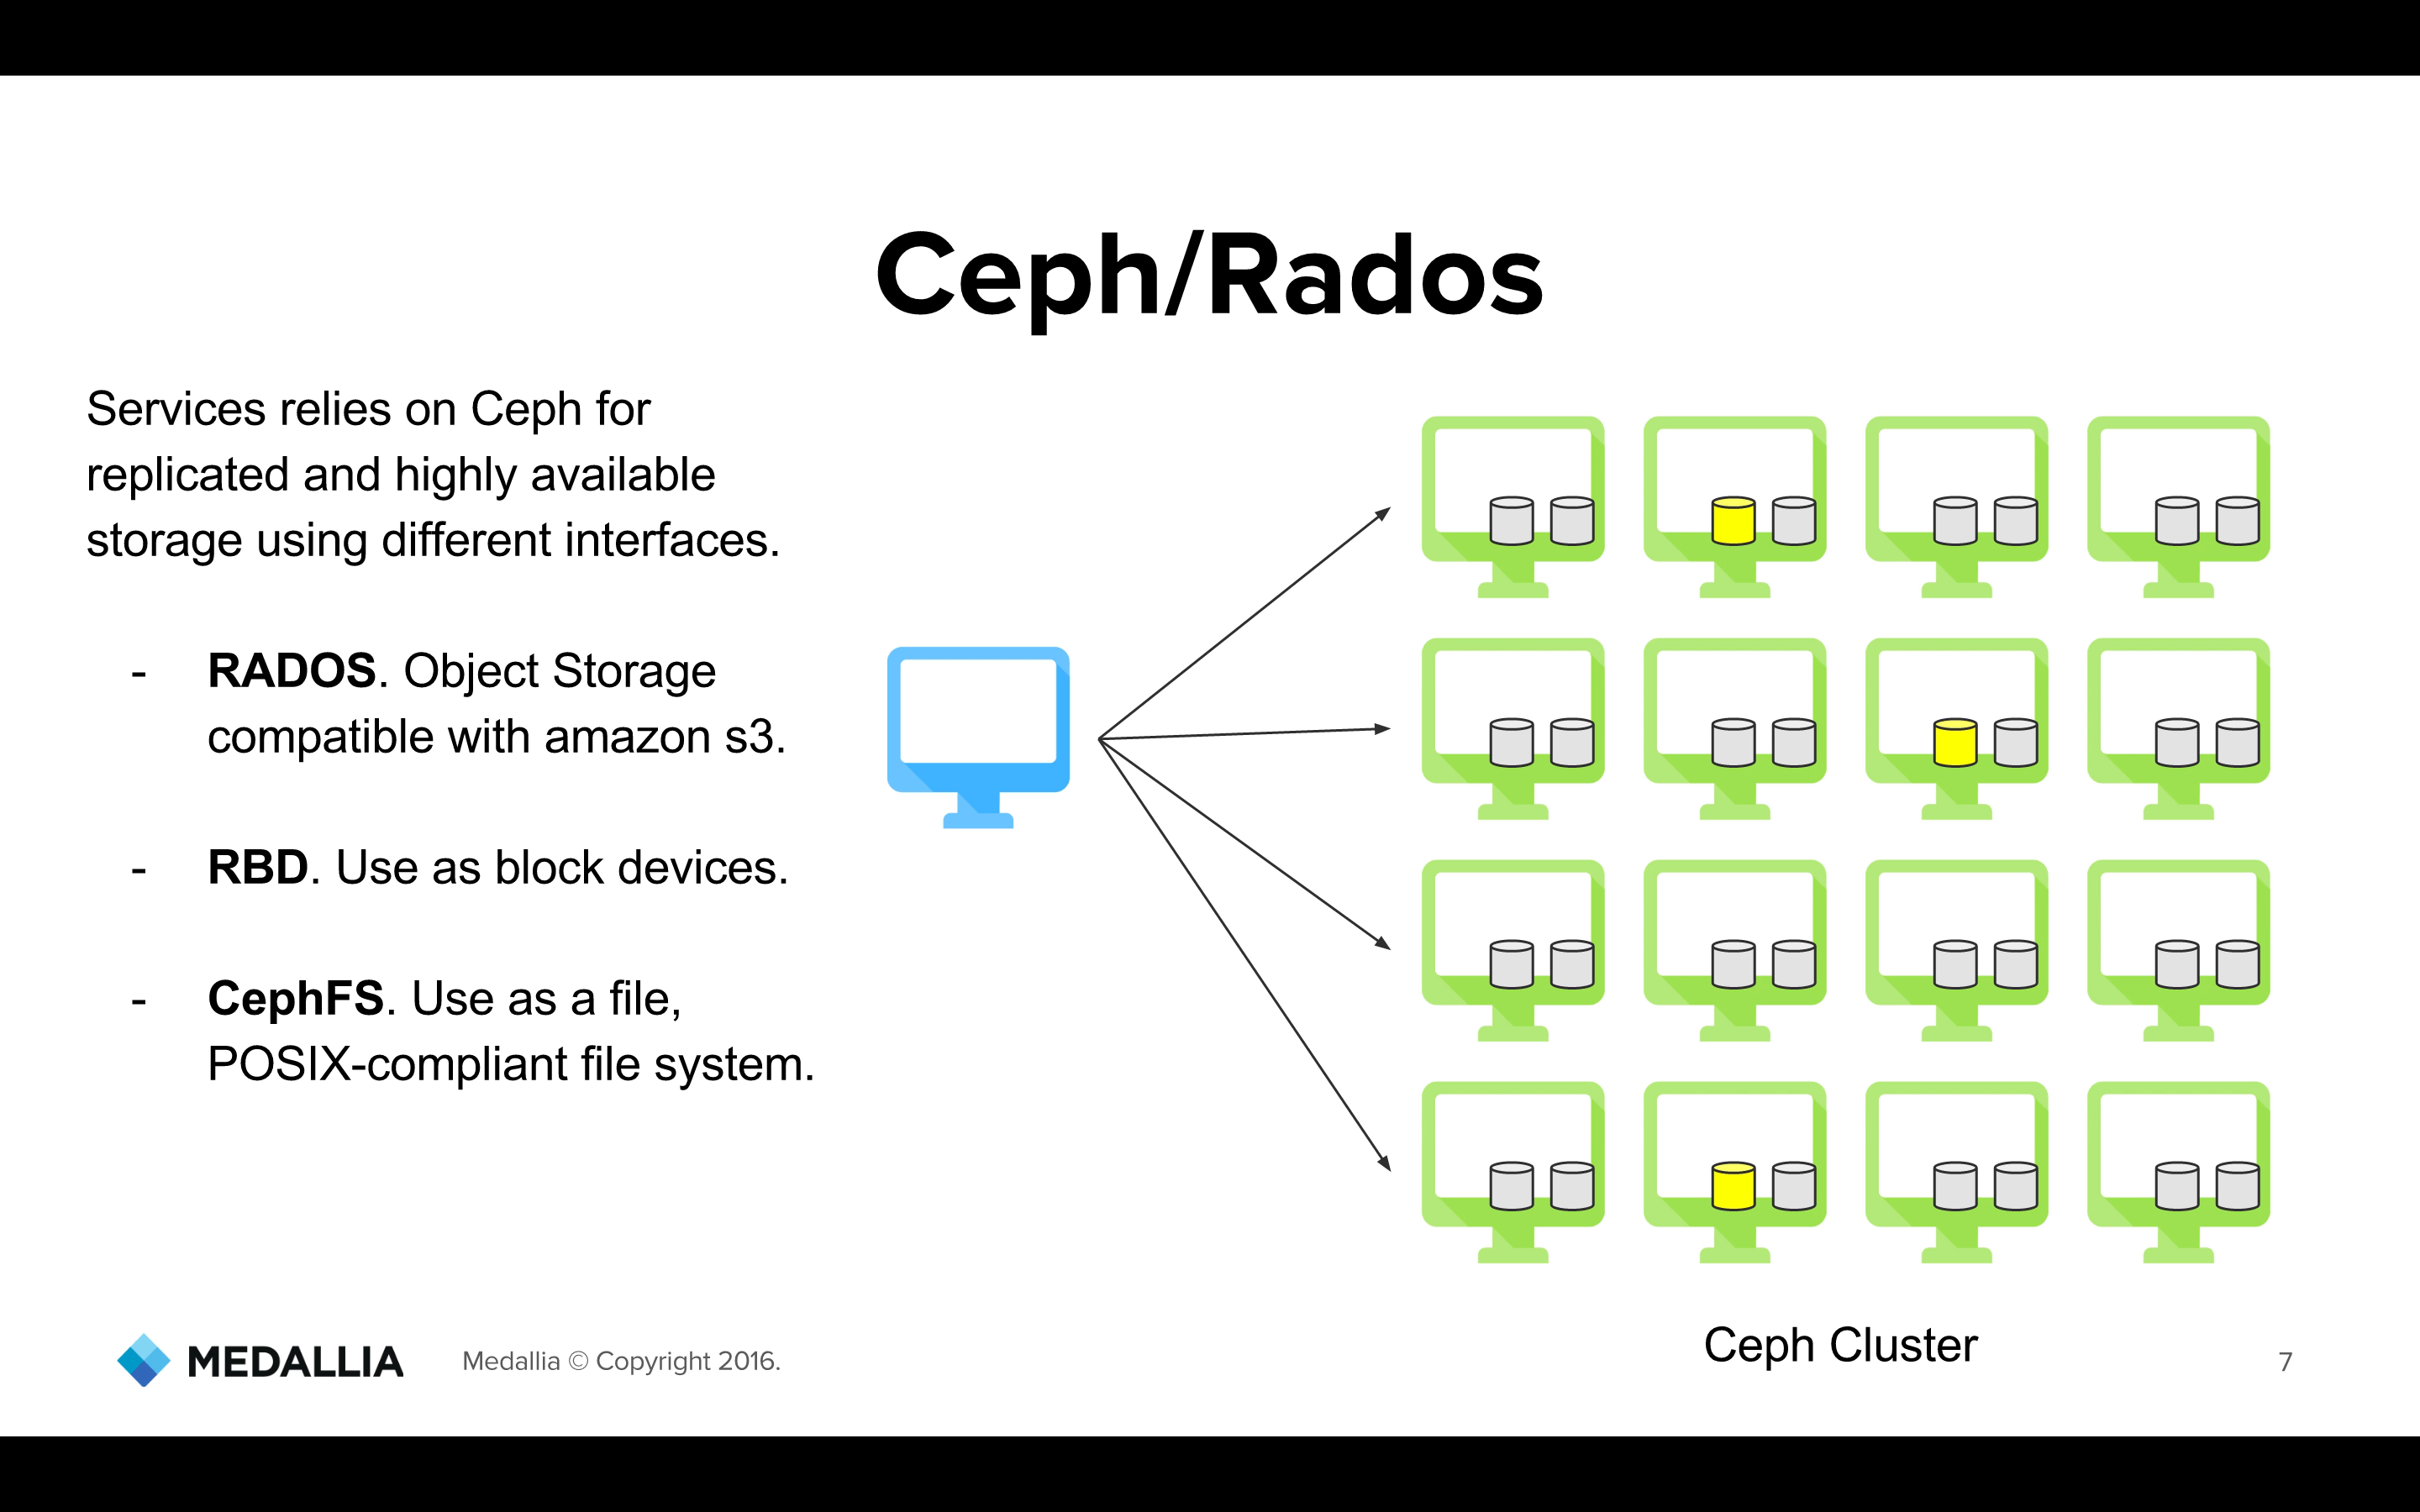 Ceph/Rados
Services relies on Ceph for
replicated and highly available
storage using different interfaces.
- RADOS. Object Storage
compatible with amazon s3.
- RBD. Use as block devices.
- CephFS. Use as a file,
POSIX-compliant file system.
Ceph Cluster
MEDALLIA
Medallia © Copyright 2016.
7